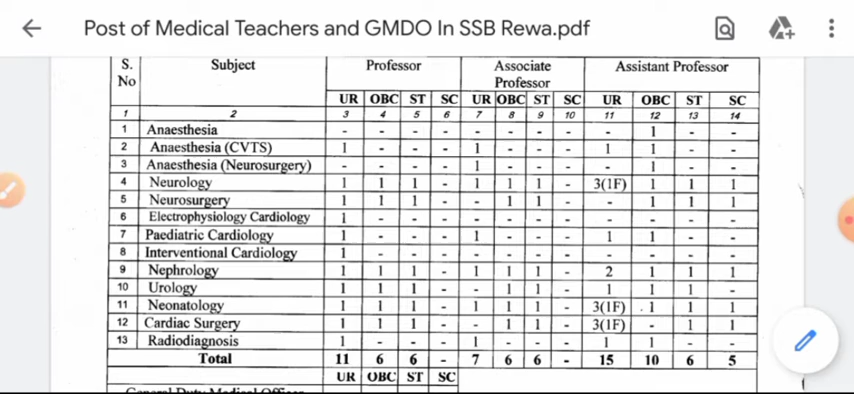 Post of Medical Teachers and GMDO In SSB Rewa.pdf
S. No Subject Professor Associate Professor Assistant Professor
UR OBC ST SC UR OBC ST SC UR OBC ST SC
1 2 3 4 5 6 7 8 9 10 11 12 13 14
1 Anaesthesia - - - - - - - - - 1 - -
2 Anaesthesia (CVTS) 1 - - - 1 - - - 1 1 - -
3 Anaesthesia (Neurosurgery) - - - - 1 - - - - 1 - -
4 Neurology 1 1 1 - 1 1 1 - 3(1F) 1 1 1
5 Neurosurgery 1 1 1 - - 1 1 - - 1 1 1
6 Electrophysiology Cardiology 1 - - - - - - - - - - -
7 Paediatric Cardiology 1 - - - 1 - - - 1 1 - -
8 Interventional Cardiology 1 - - - - - - - - - - -
9 Nephrology 1 1 1 - 1 1 1 - 2 1 1 1
10 Urology 1 1 1 - - 1 1 - 1 1 1 -
11 Neonatology 1 1 1 - 1 1 1 - 3(1F) 1 1 1
12 Cardiac Surgery 1 1 1 - - 1 1 - 3(1F) - 1 1
13 Radiodiagnosis 1 - - - 1 - - - 1 1 - -
Total 11 6 6 - 7 6 6 - 15 10 6 5
UR OBC ST SC